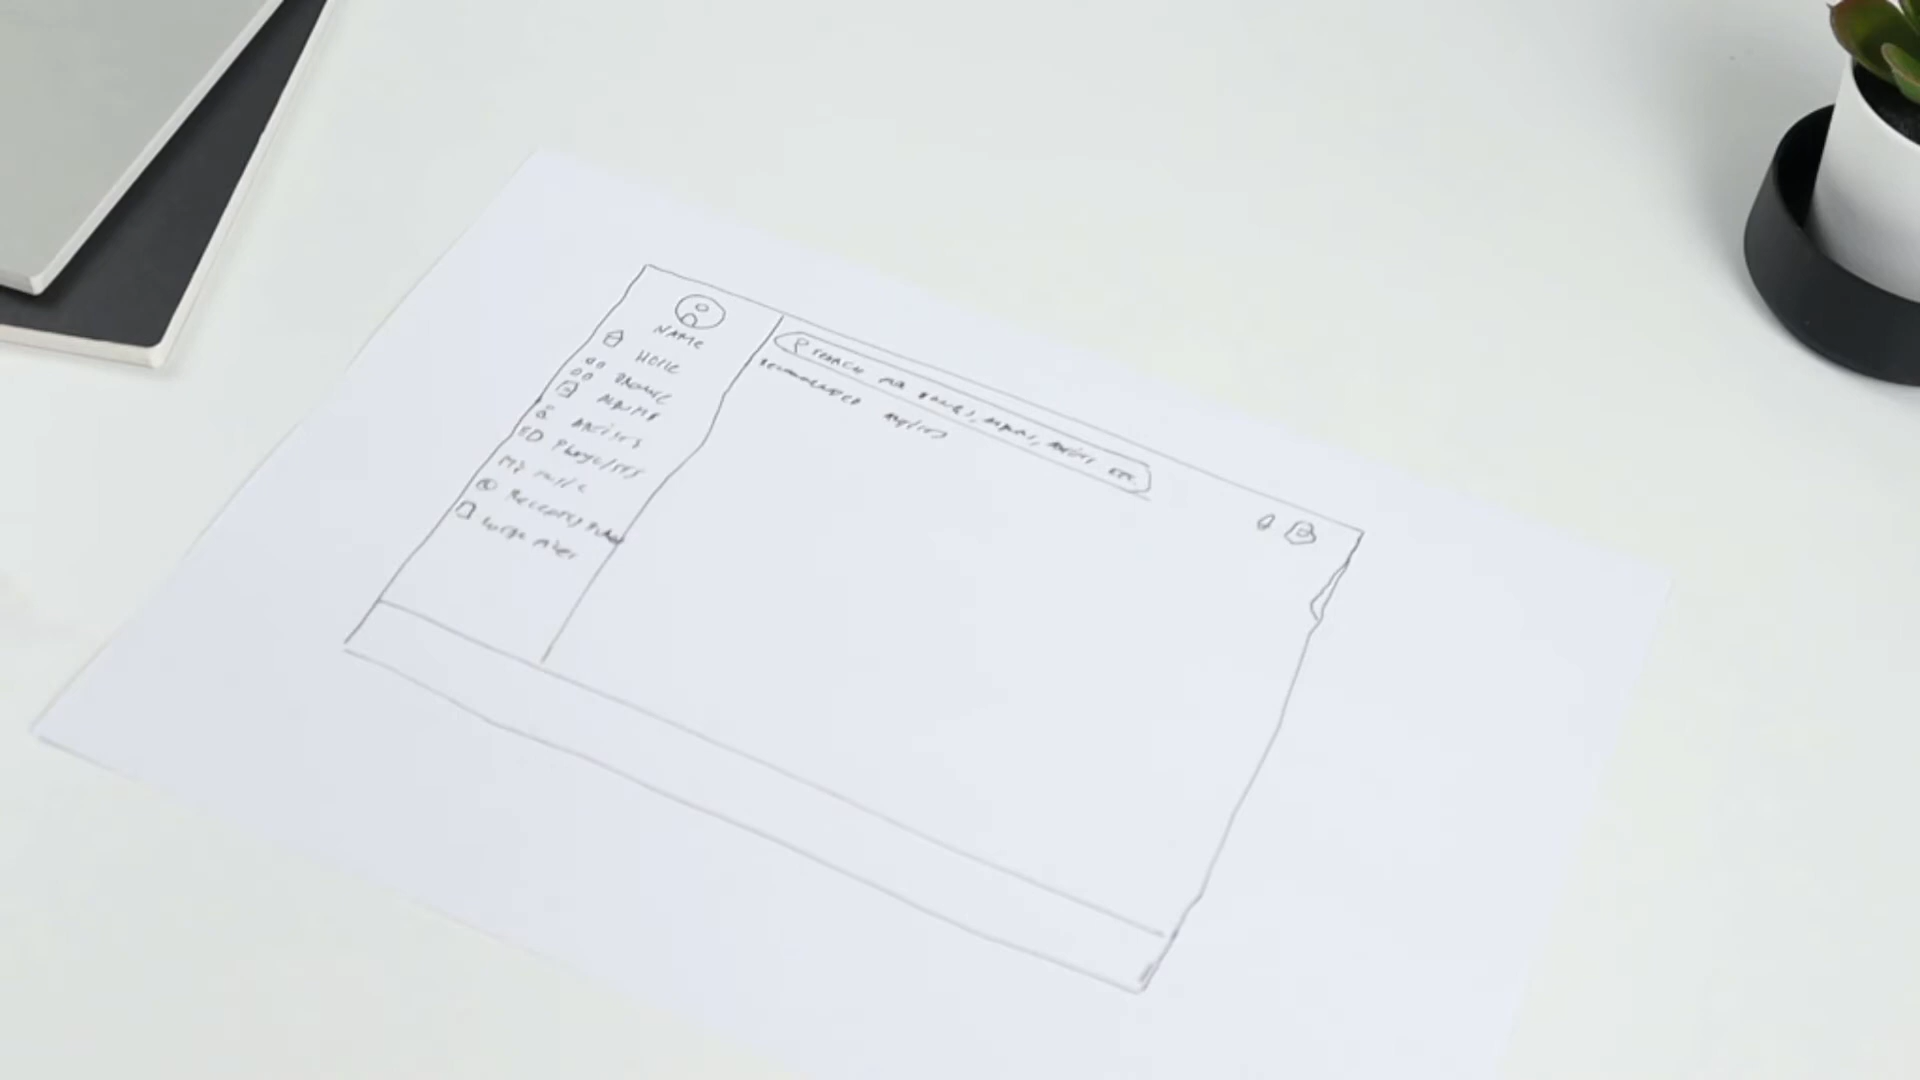 NAME
HOME
BROWSE
ALBUMS
ARTISTS
PLAYLISTS
MY MUSIC
RECENTLY
SEARCH FOR SONGS, ALBUMS, ARTISTS ETC.
RECOMMENDED